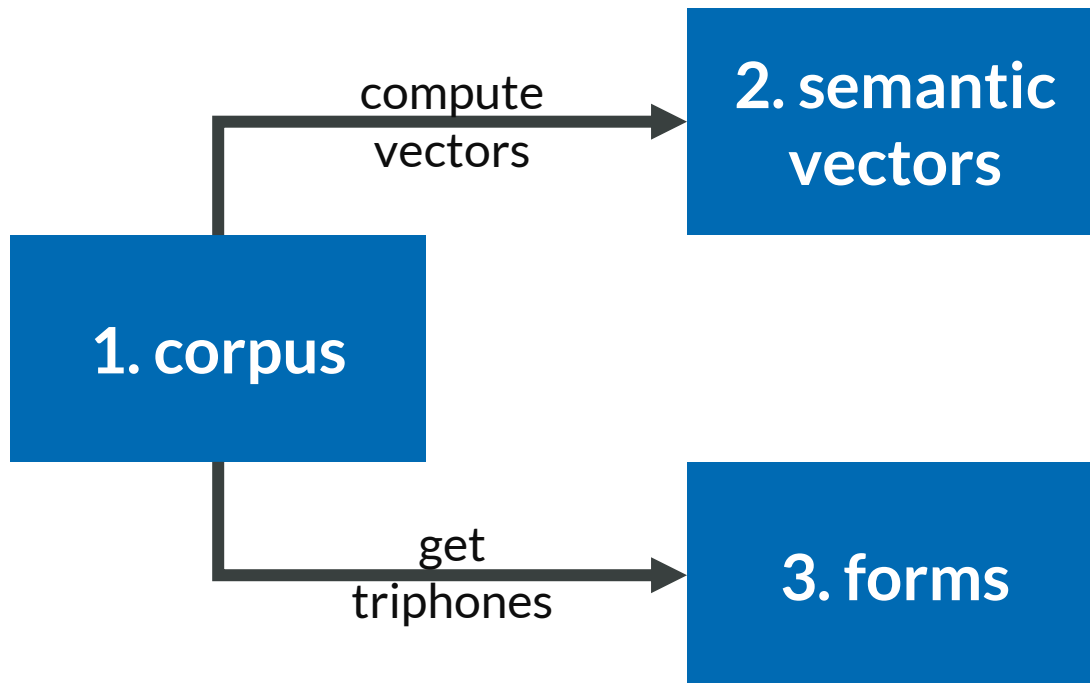 compute
vectors
2. semantic
vectors
1. corpus
get
triphones
3. forms